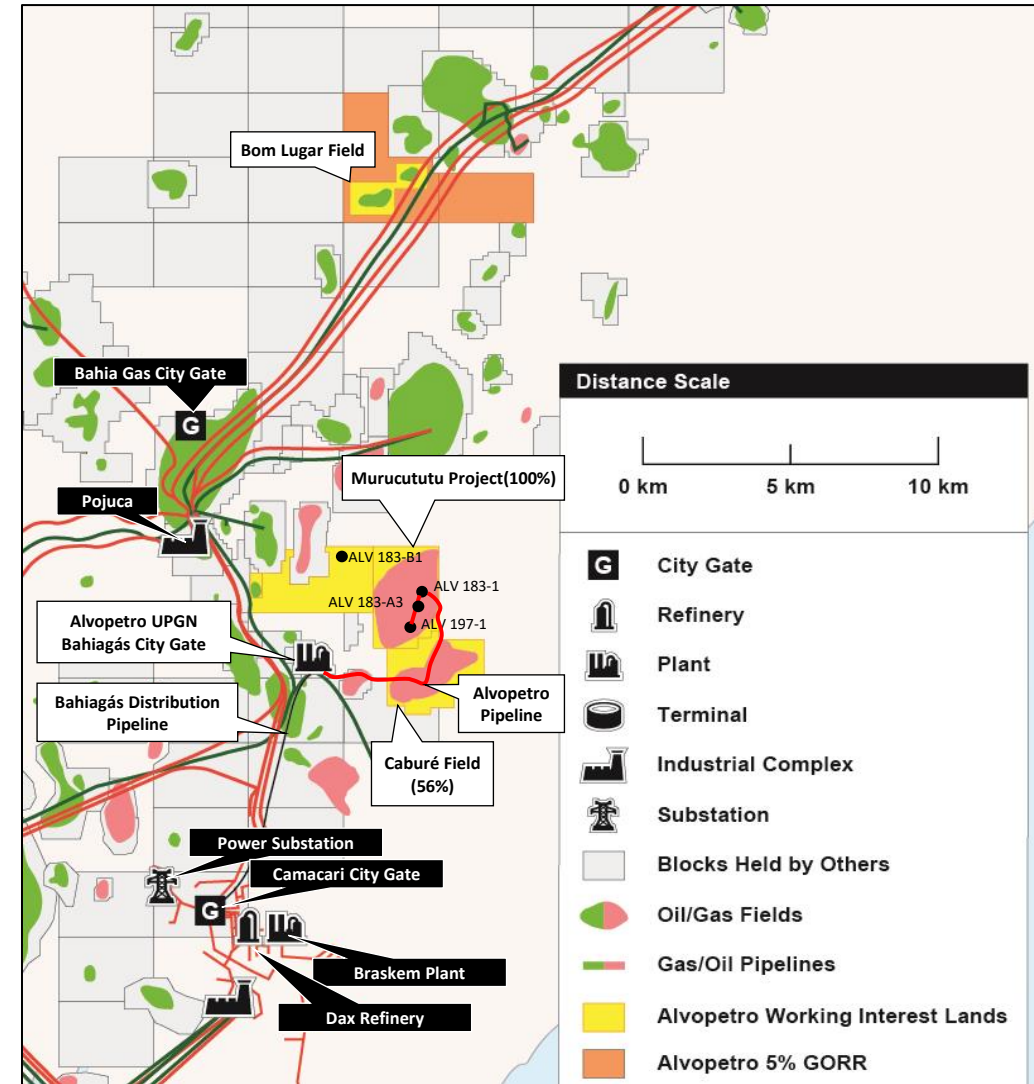 Bom Lugar Field
Bahia Gas City Gate
G
Pojuca
Murucututu Project(100%)
ALV 183-B1
ALV 183-1
ALV 183-A3
ALV 197-1
Alvopetro UPGN
Bahiagás City Gate
Bahiagás Distribution
Pipeline
Alvopetro
Pipeline
Caburé Field
(56%)
Power Substation
Camacari City Gate
G
Braskem Plant
Dax Refinery
Distance Scale
0 km 5 km 10 km
G City Gate
Refinery
Plant
Terminal
Industrial Complex
Substation
Blocks Held by Others
Oil/Gas Fields
Gas/Oil Pipelines
Alvopetro Working Interest Lands
Alvopetro 5% GORR